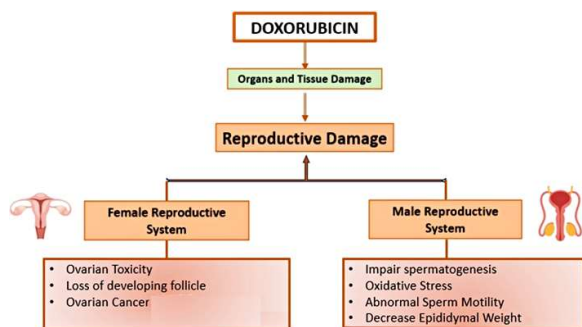 DOXORUBICIN
Organs and Tissue Damage
Reproductive Damage
Female Reproductive
System
Male Reproductive
System
• Ovarian Toxicity
• Loss of developing follicle
• Ovarian Cancer
• Impair spermatogenesis
• Oxidative Stress
• Abnormal Sperm Motility
• Decrease Epididymal Weight